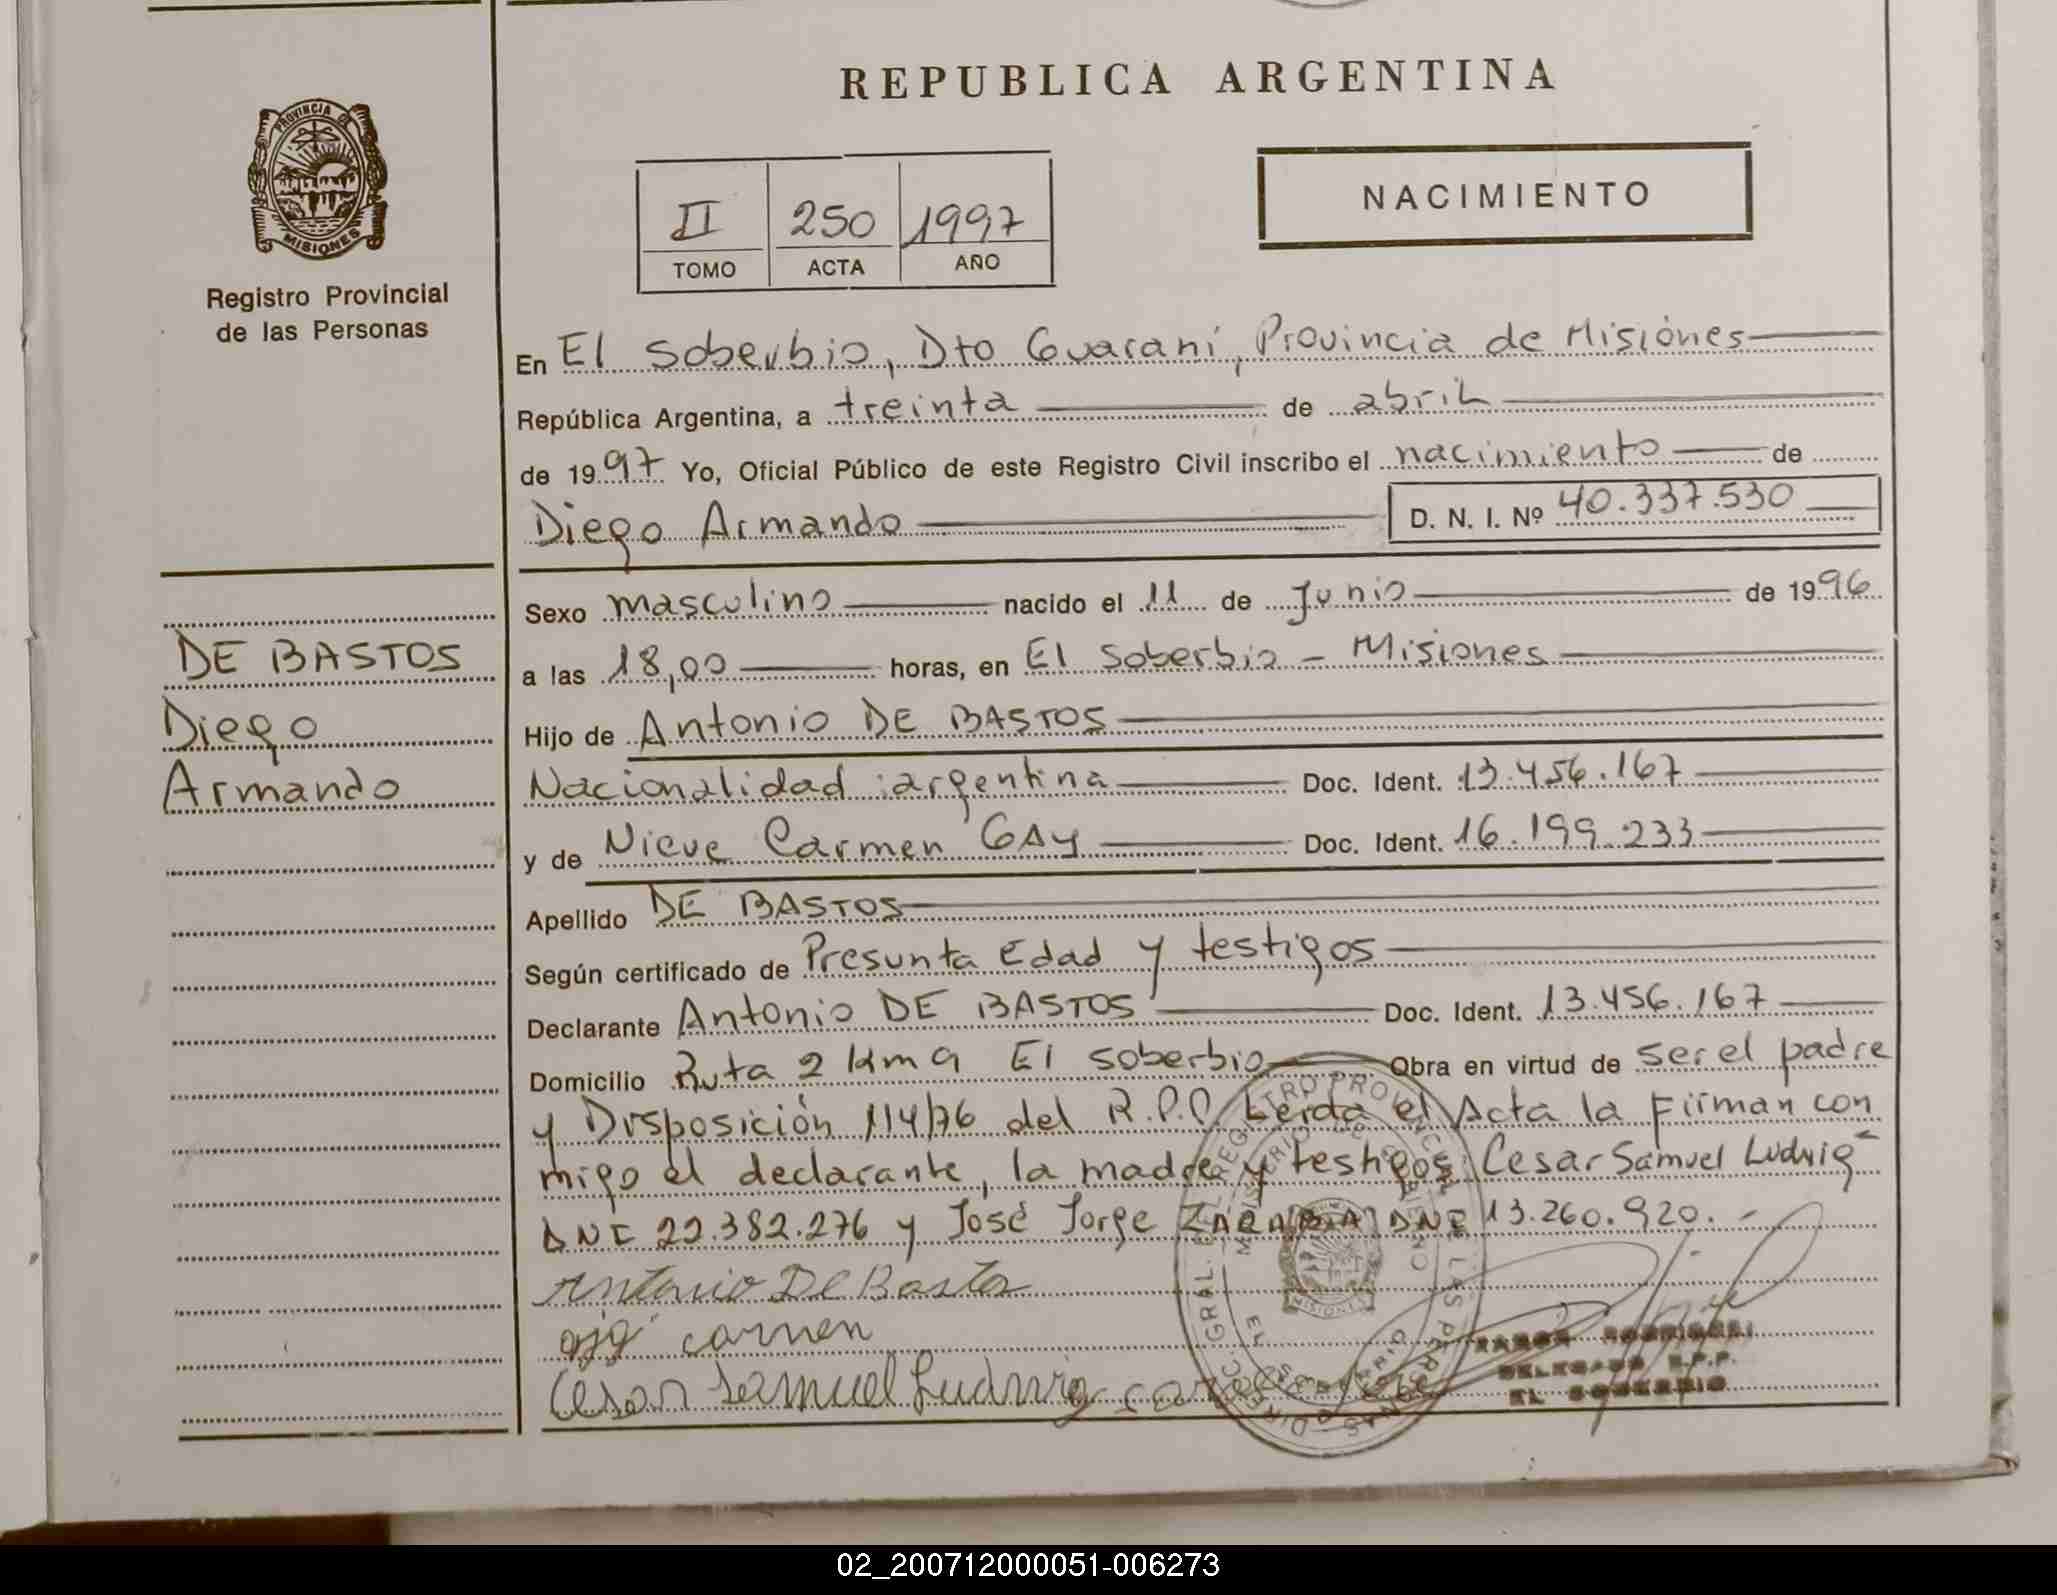 PROVINCIA DE
MISIONES
Registro Provincial
de las Personas
DE BASTOS
Diego
Armando
REPUBLICA ARGENTINA
II 250 1997
TOMO ACTA AÑO
NACIMIENTO
En El Soberbio, Dto Guaraní, Provincia de Misiones
República Argentina, a treinta de abril
de 1997 Yo, Oficial Público de este Registro Civil inscribo el nacimiento de
Diego Armando D. N. I. Nº 40.337.530
Sexo masculino nacido el 11 de Junio de 1996
a las 18,00 horas, en El Soberbio - Misiones
Hijo de Antonio DE BASTOS
Nacionalidad: argentina Doc. Ident. 13.456.167
y de Nieve Carmen GAy Doc. Ident. 16.199.233
Apellido DE BASTOS
Según certificado de Presunta Edad y testigos
Declarante Antonio DE BASTOS Doc. Ident. 13.456.167
Domicilio Ruta 2 km 9 El Soberbio Obra en virtud de ser el padre
y Disposición 114/76 del R.P.P. Leida el Acta la Firman con
migo el declarante, la madre y testigos: Cesar Samuel Ludwig
DNI 22.382.276 y José Jorge ZARABIA DNI 13.260.920.-
Antonio De Basto
carmen
Cesar Samuel Ludwig
DELEGADO R.P.P.
EL SOBERBIO
MISIONES
02_200712000051-006273